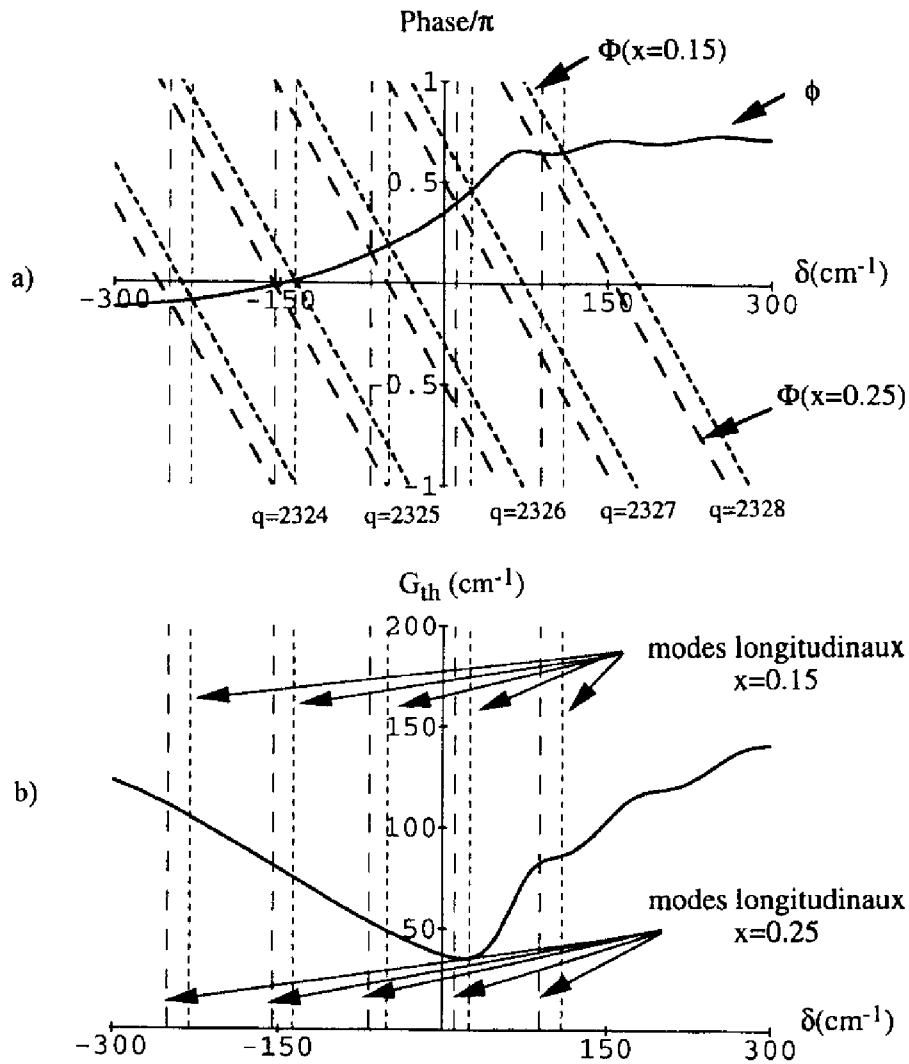 Phase/π
Φ(x=0.15)
1
ϕ
0.5
a)
δ(cm-1)
-300
-150
150
300
0.5
Φ(x=0.25)
-1
q=2324
q=2325
q=2326
q=2327
q=2328
Gth (cm-1)
200
modes longitudinaux
x=0.15
150
b)
100
modes longitudinaux
x=0.25
50
δ(cm-1)
-300
-150
150
300